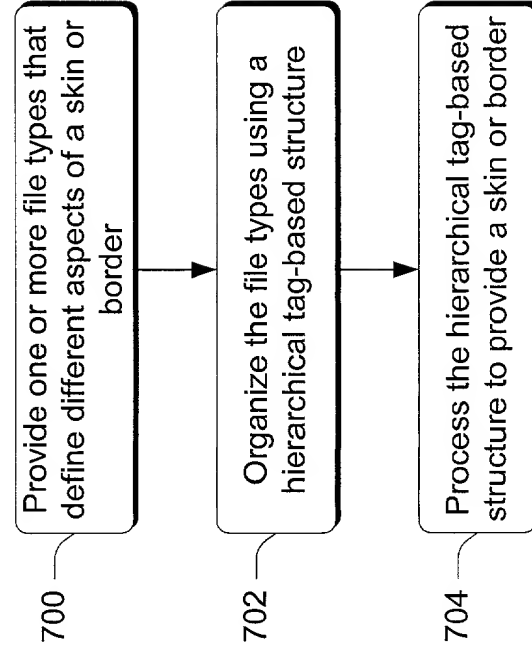 700
Provide one or more file types that
define different aspects of a skin or
border
702
Organize the file types using a
hierarchical tag-based structure
704
Process the hierarchical tag-based
structure to provide a skin or border